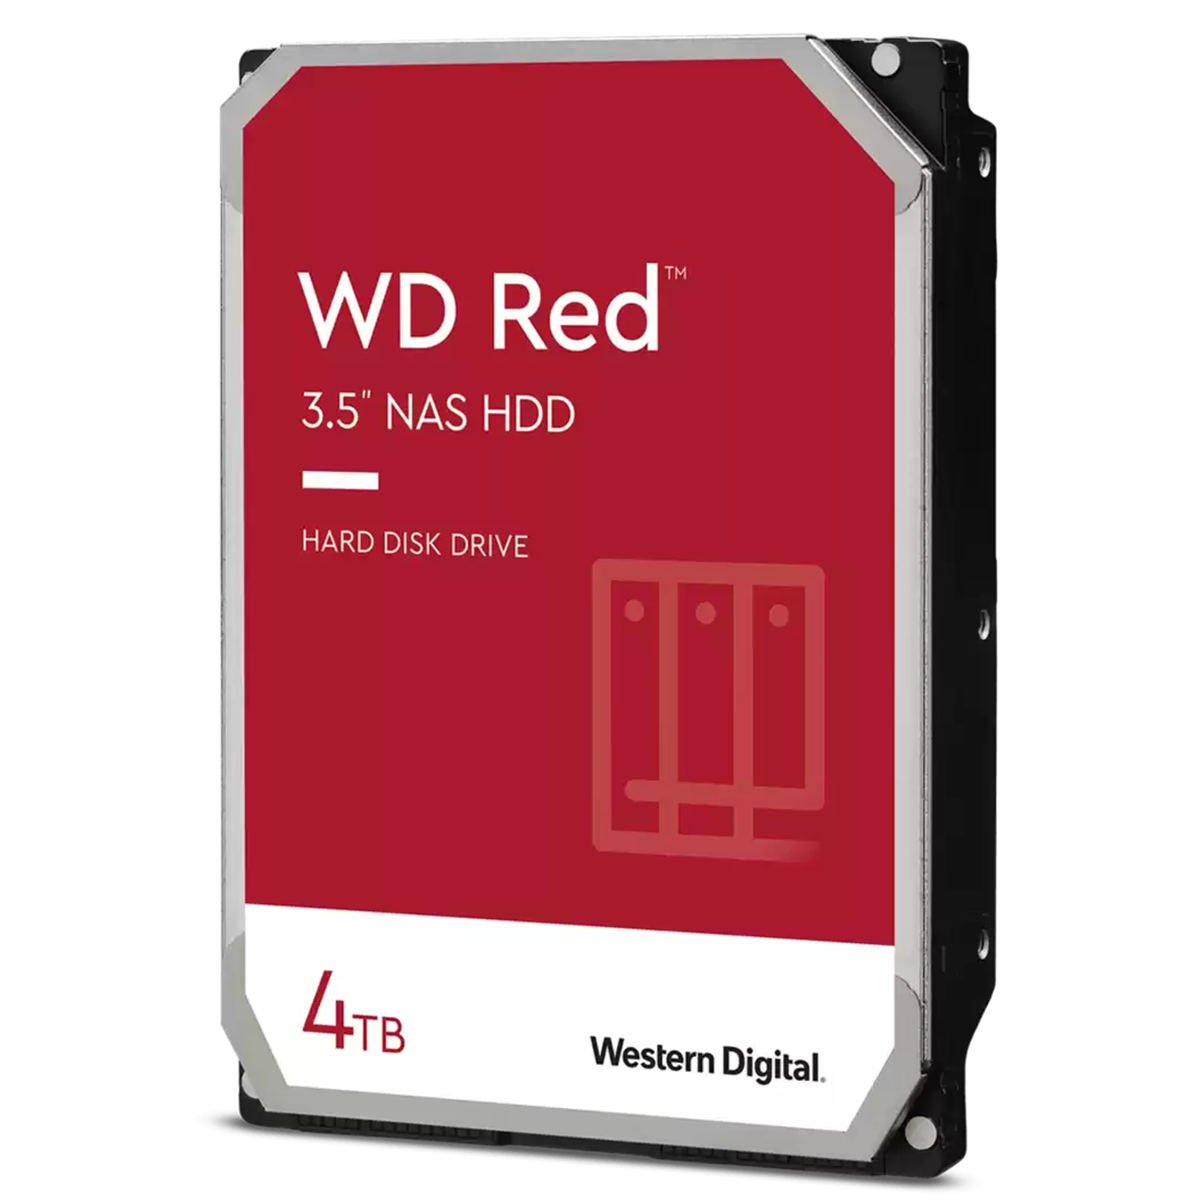 WD Red™
3.5" NAS HDD
HARD DISK DRIVE
4TB
Western Digital.